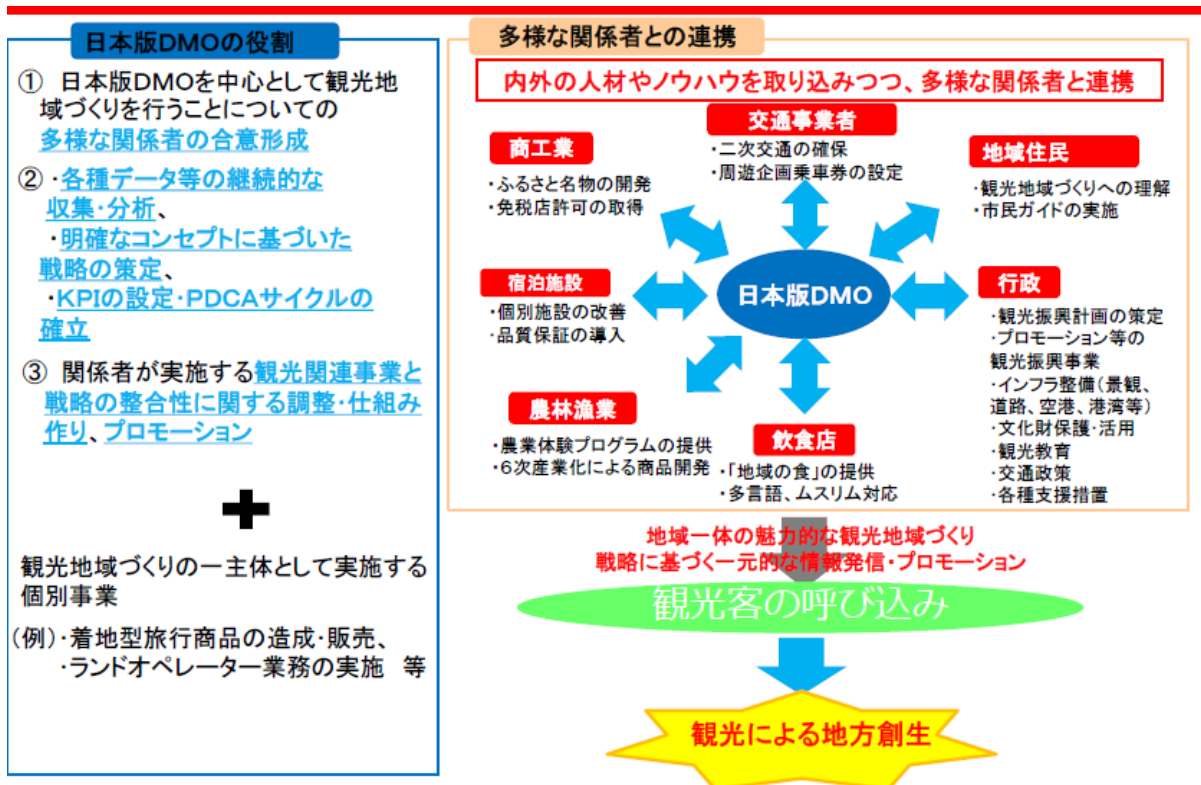 日本版DMOの役割
① 日本版DMOを中心として観光地
域づくりを行うことについての
多様な関係者の合意形成
② ・各種データ等の継続的な
収集・分析、
・明確なコンセプトに基づいた
戦略の策定、
・KPIの設定・PDCAサイクルの
確立
③ 関係者が実施する観光関連事業と
戦略の整合性に関する調整・仕組み
作り、プロモーション
+
観光地域づくりの一主体として実施する
個別事業
(例)・着地型旅行商品の造成・販売、
・ランドオペレーター業務の実施 等
多様な関係者との連携
内外の人材やノウハウを取り込みつつ、多様な関係者と連携
交通事業者
・二次交通の確保
・周遊企画乗車券の設定
商工業
・ふるさと名物の開発
・免税店許可の取得
地域住民
・観光地域づくりへの理解
・市民ガイドの実施
宿泊施設
・個別施設の改善
・品質保証の導入
日本版DMO
行政
・観光振興計画の策定
・プロモーション等の
観光振興事業
・インフラ整備(景観、
道路、空港、港湾等)
・文化財保護・活用
・観光教育
・交通政策
・各種支援措置
農林漁業
・農業体験プログラムの提供
・6次産業化による商品開発
飲食店
・「地域の食」の提供
・多言語、ムスリム対応
地域一体の魅力的な観光地域づくり
戦略に基づく一元的な情報発信・プロモーション
観光客の呼び込み
観光による地方創生